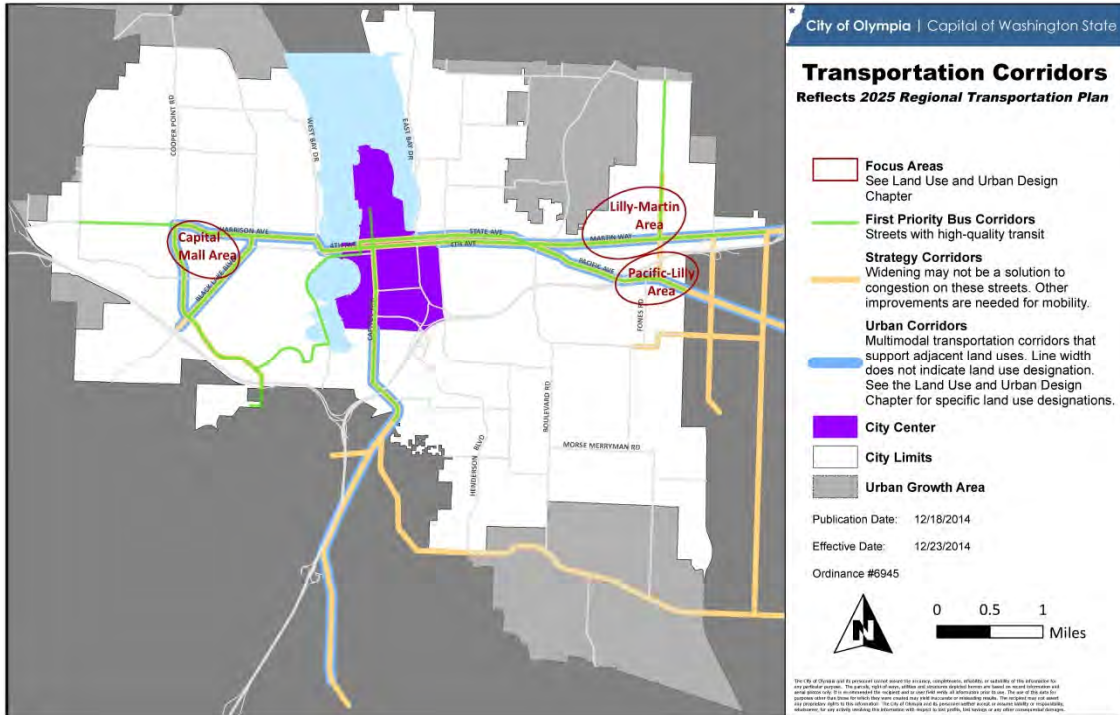 City of Olympia | Capital of Washington State
Transportation Corridors
Reflects 2025 Regional Transportation Plan
Focus Areas
See Land Use and Urban Design
Chapter
First Priority Bus Corridors
Streets with high-quality transit
Strategy Corridors
Widening may not be a solution to
congestion on these streets. Other
improvements are needed for mobility.
Urban Corridors
Multimodal transportation corridors that
support adjacent land uses. Line width
does not indicate land use designation.
See the Land Use and Urban Design
Chapter for specific land use designations.
City Center
City Limits
Urban Growth Area
Publication Date: 12/18/2014
Effective Date: 12/23/2014
Ordinance #6945
N
0 0.5 1
Miles
COOPER POINT RD
WEST BAY DR
EAST BAY DR
Lilly-Martin
Area
HARRISON AVE
STATE AVE
MARTIN WAY
Capital
Mall Area
4TH AVE
4TH AVE
PACIFIC AVE
Pacific-Lilly
Area
BLACK LAKE BLVD
FONES RD
BOULEVARD RD
HENDERSON BLVD
MORSE MERRYMAN RD